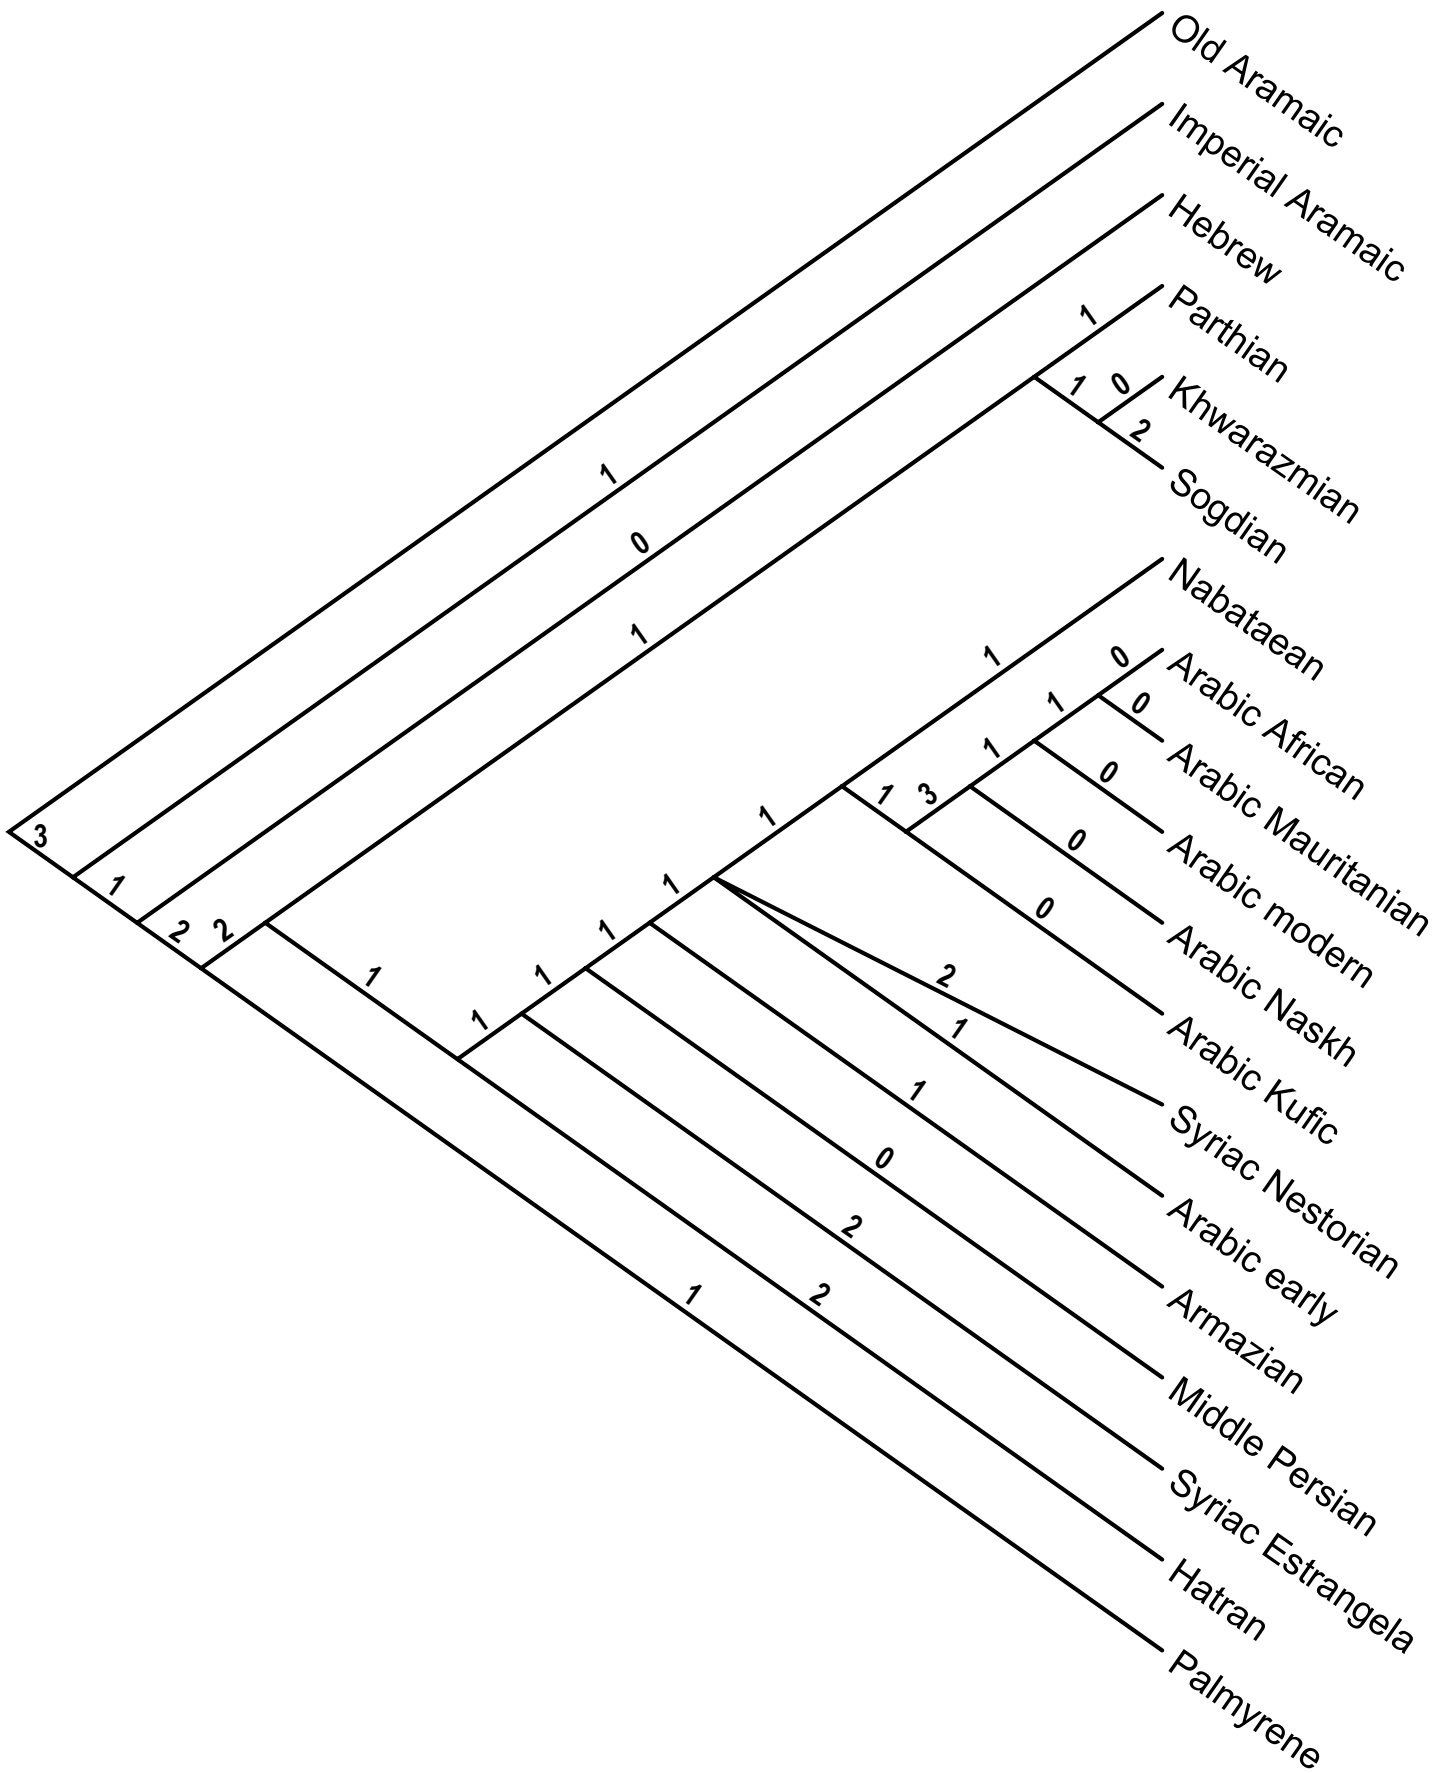 Old Aramaic
Imperial Aramaic
Hebrew
1
Parthian
1
0
Khwarazmian
2
Sogdian
1
0
1
1
Nabataean
0
Arabic African
1
0
Arabic Mauritanian
1
0
Arabic modern
1
1
3
0
Arabic Naskh
3
1
1
0
Arabic Kufic
1
2
2
1
2
Syriac Nestorian
1
1
1
1
Arabic early
1
Armazian
0
Middle Persian
2
Syriac Estrangela
2
Hatran
1
Palmyrene